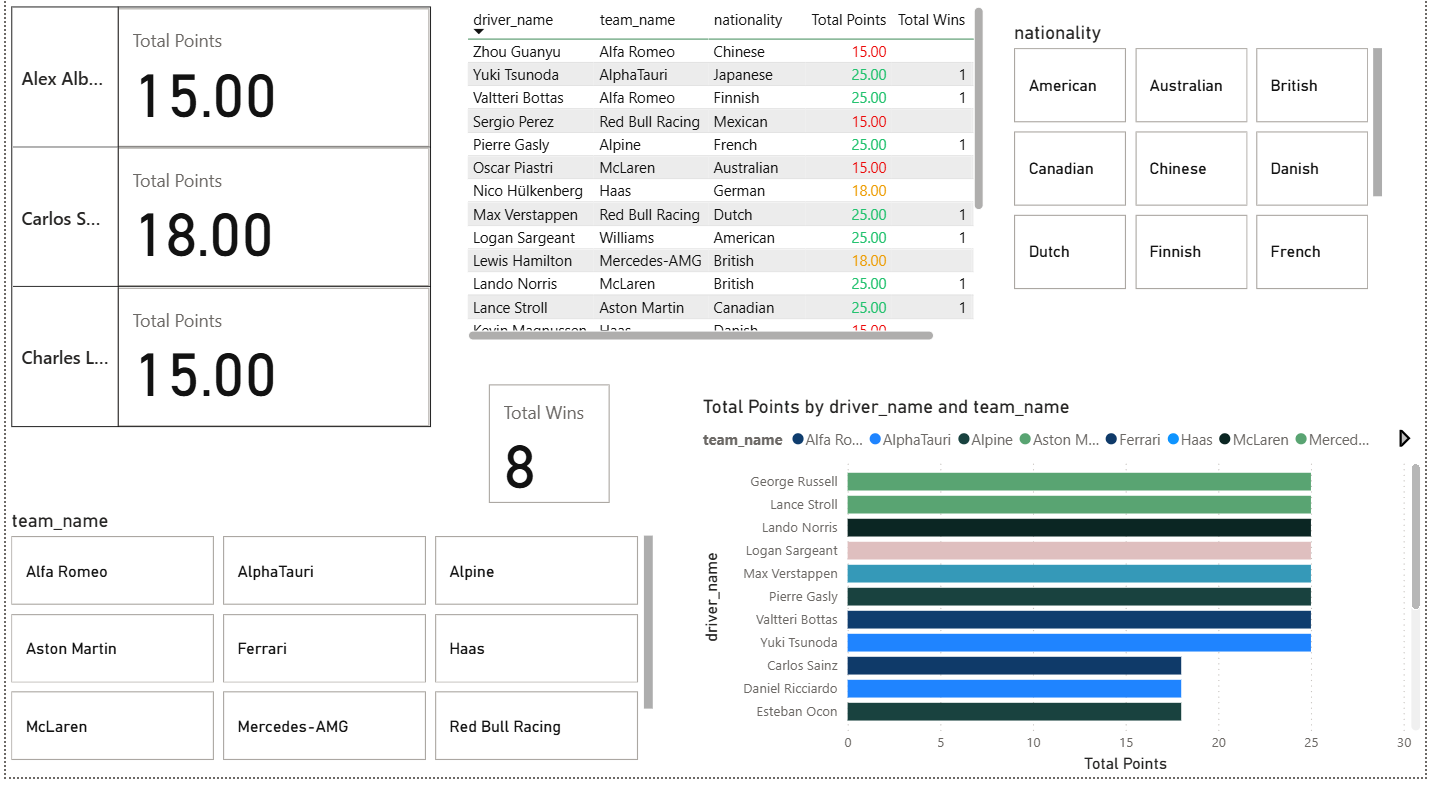 Alex Alb...
Total Points
15.00
Carlos S...
Total Points
18.00
Charles L...
Total Points
15.00
driver_name team_name nationality Total Points Total Wins
Zhou Guanyu Alfa Romeo Chinese 15.00
Yuki Tsunoda AlphaTauri Japanese 25.00 1
Valtteri Bottas Alfa Romeo Finnish 25.00 1
Sergio Perez Red Bull Racing Mexican 15.00
Pierre Gasly Alpine French 25.00 1
Oscar Piastri McLaren Australian 15.00
Nico Hülkenberg Haas German 18.00
Max Verstappen Red Bull Racing Dutch 25.00 1
Logan Sargeant Williams American 25.00 1
Lewis Hamilton Mercedes-AMG British 18.00
Lando Norris McLaren British 25.00 1
Lance Stroll Aston Martin Canadian 25.00 1
Kevin Magnussen Haas Danish 15.00
nationality
American Australian British
Canadian Chinese Danish
Dutch Finnish French
Total Wins
8
team_name
Alfa Romeo AlphaTauri Alpine
Aston Martin Ferrari Haas
McLaren Mercedes-AMG Red Bull Racing
Total Points by driver_name and team_name
team_name Alfa Ro... AlphaTauri Alpine Aston M... Ferrari Haas McLaren Merced...
driver_name
George Russell
Lance Stroll
Lando Norris
Logan Sargeant
Max Verstappen
Pierre Gasly
Valtteri Bottas
Yuki Tsunoda
Carlos Sainz
Daniel Ricciardo
Esteban Ocon
0 5 10 15 20 25 30
Total Points